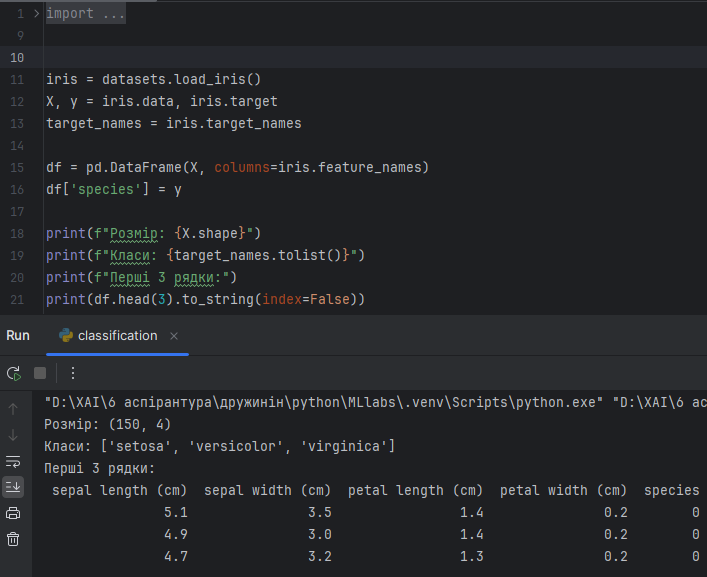 1 import ...
9
10
11 iris = datasets.load_iris()
12 X, y = iris.data, iris.target
13 target_names = iris.target_names
14
15 df = pd.DataFrame(X, columns=iris.feature_names)
16 df['species'] = y
17
18 print(f"Розмір: {X.shape}")
19 print(f"Класи: {target_names.tolist()}")
20 print(f"Перші 3 рядки:")
21 print(df.head(3).to_string(index=False))
Run classification
"D:\XAI\6 аспірантура\дружинін\python\MLlabs\.venv\Scripts\python.exe" "D:\XAI\6 ас
Розмір: (150, 4)
Класи: ['setosa', 'versicolor', 'virginica']
Перші 3 рядки:
sepal length (cm) sepal width (cm) petal length (cm) petal width (cm) species
5.1 3.5 1.4 0.2 0
4.9 3.0 1.4 0.2 0
4.7 3.2 1.3 0.2 0